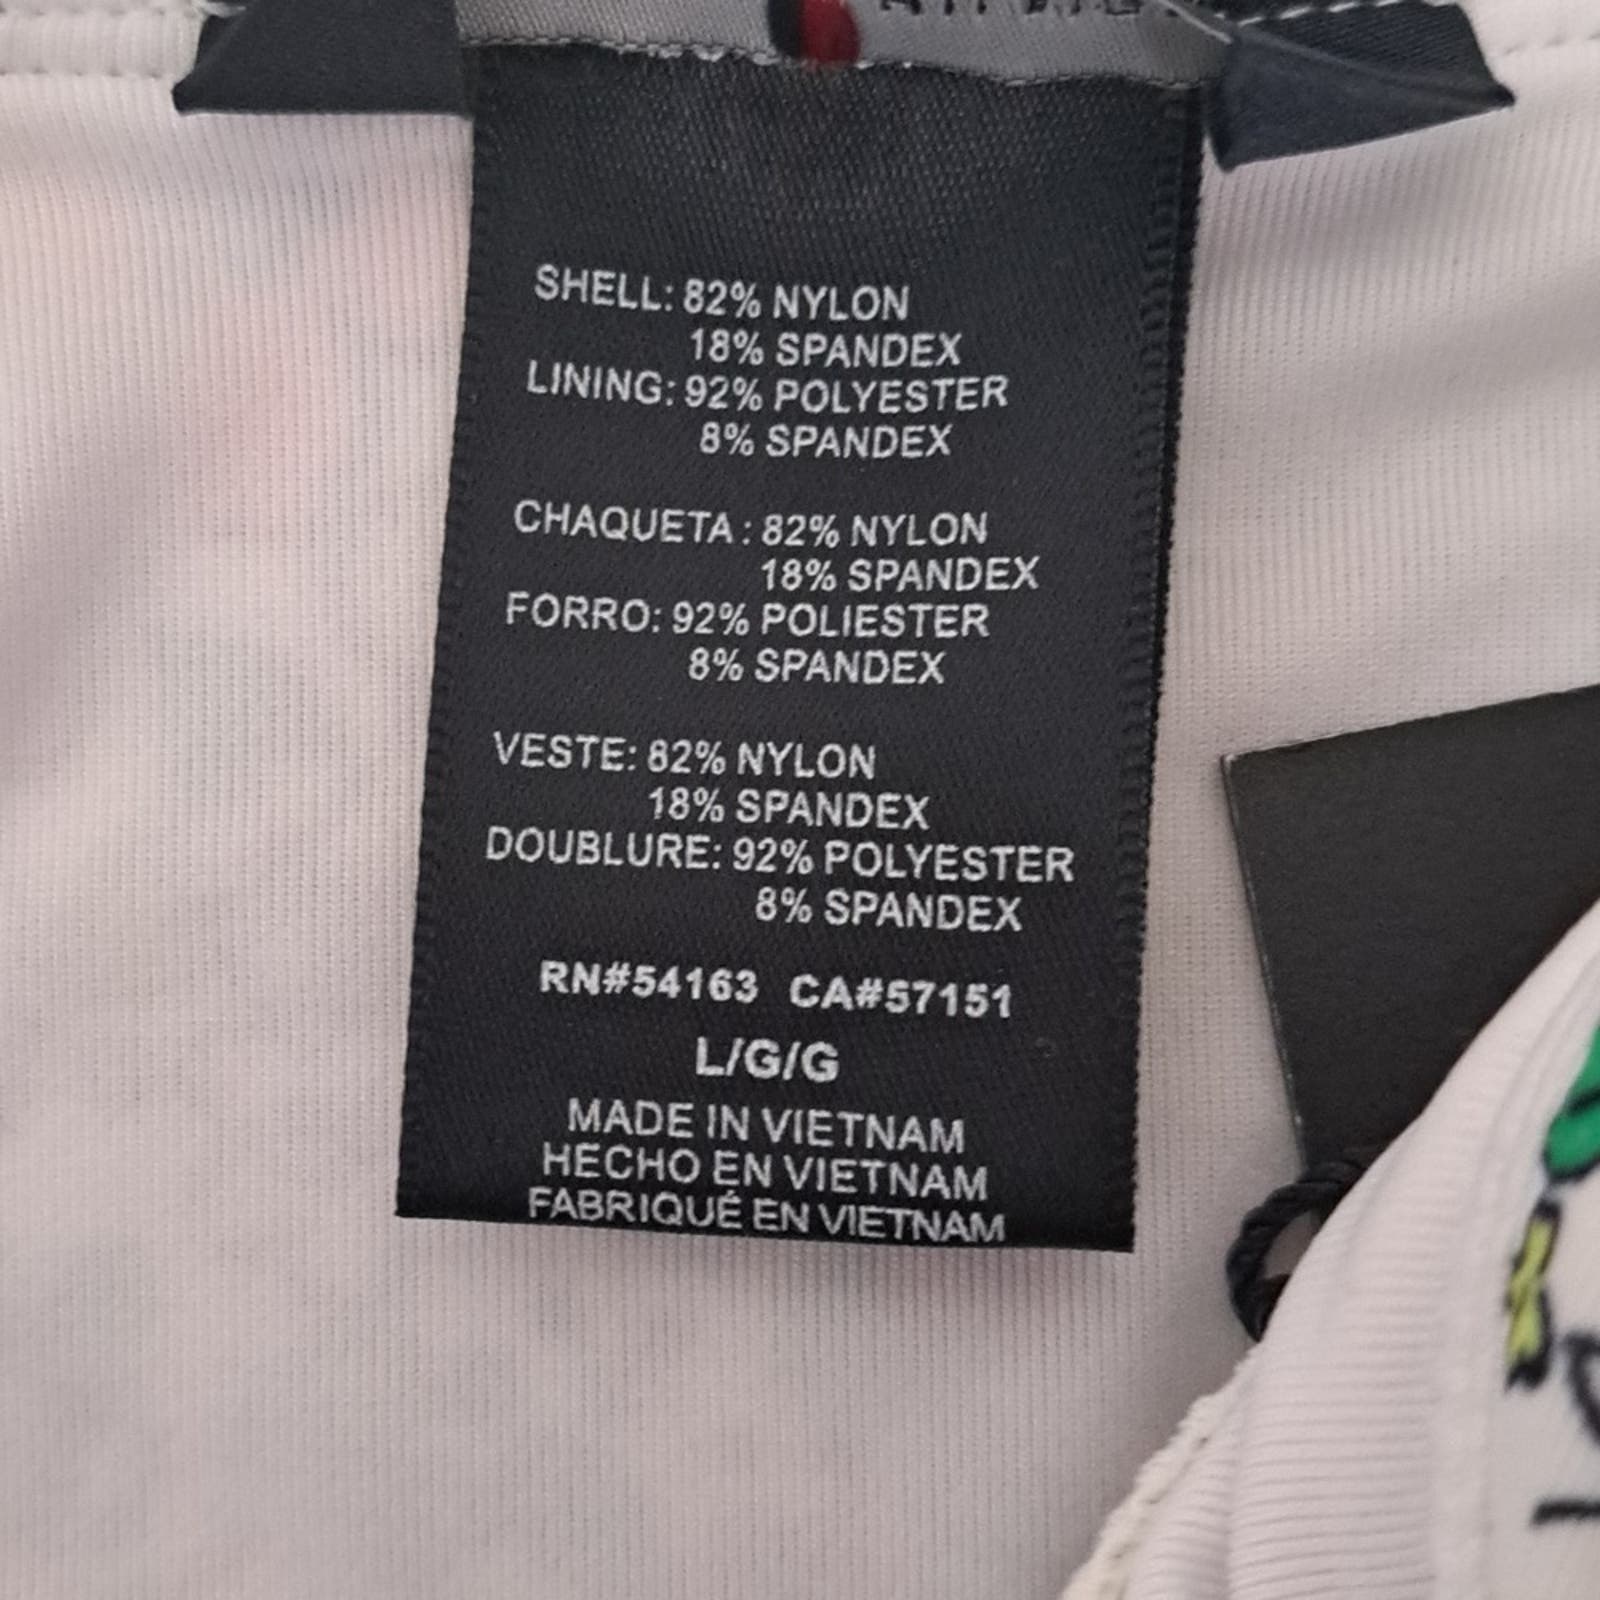 SHELL: 82% NYLON
18% SPANDEX
LINING: 92% POLYESTER
8% SPANDEX
CHAQUETA : 82% NYLON
18% SPANDEX
FORRO: 92% POLIESTER
8% SPANDEX
VESTE: 82% NYLON
18% SPANDEX
DOUBLURE: 92% POLYESTER
8% SPANDEX
RN#54163 CA#57151
L/G/G
MADE IN VIETNAM
HECHO EN VIETNAM
FABRIQUÉ EN VIETNAM